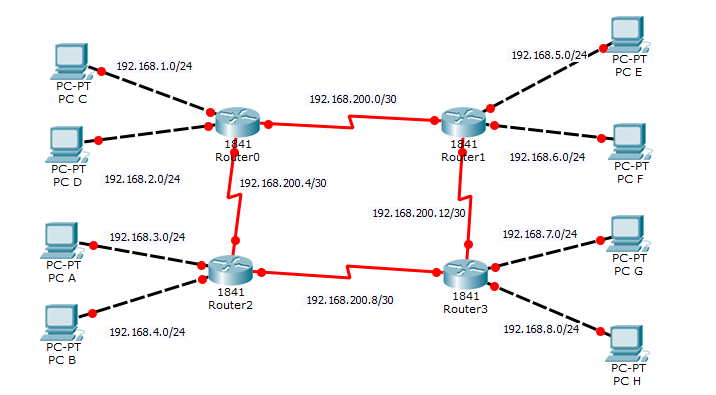 192.168.1.0/24
PC-PT
PC C
192.168.5.0/24
PC-PT
PC E
192.168.200.0/30
1841
Router0
1841
Router1
192.168.2.0/24
PC-PT
PC D
192.168.6.0/24
PC-PT
PC F
192.168.200.4/30
192.168.200.12/30
192.168.3.0/24
PC-PT
PC A
192.168.7.0/24
PC-PT
PC G
1841
Router2
1841
Router3
192.168.200.8/30
192.168.4.0/24
PC-PT
PC B
192.168.8.0/24
PC-PT
PC H